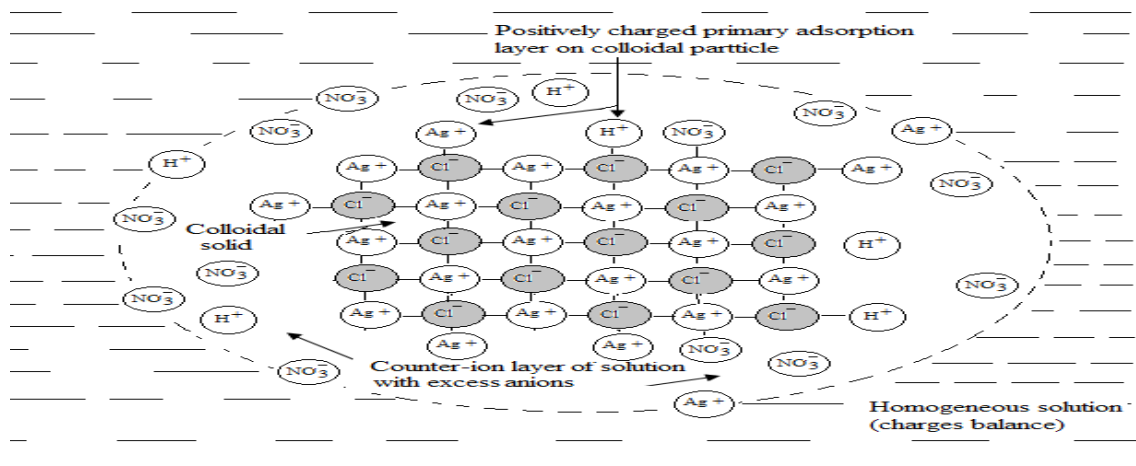 Positively charged primary adsorption
layer on colloidal partticle
NO₃⁻ NO₃⁻ H⁺
NO₃⁻
NO₃⁻ Ag + H⁺ NO₃⁻ Ag +
H⁺ Ag + Cl⁻ Ag + Cl⁻ Ag + Cl⁻ Ag +
NO₃⁻
Ag + Cl⁻ Ag + Cl⁻ Ag + Cl⁻ Ag +
NO₃⁻
Colloidal
solid
Ag + Cl⁻ Ag + Cl⁻ Ag + Cl⁻ H⁺
NO₃⁻ Cl⁻ Ag + Cl⁻ Ag + Cl⁻ Ag + NO₃⁻
NO₃⁻
H⁺ Ag + Cl⁻ Ag + Cl⁻ Ag + Cl⁻ H⁺
Ag + Ag + NO₃⁻
NO₃⁻
NO₃⁻
Counter-ion layer of solution
with excess anions
Ag +
Homogeneous solution
(charges balance)